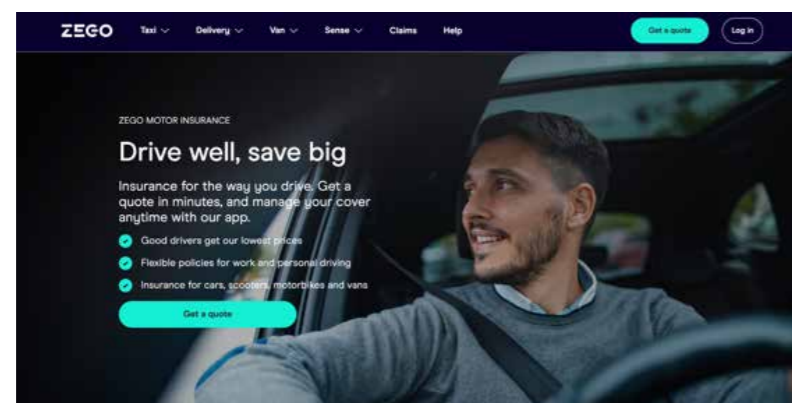 ZEGO
Taxi
Delivery
Van
Sense
Claims
Help
Get a quote
Log in
ZEGO MOTOR INSURANCE
Drive well, save big
Insurance for the way you drive. Get a
quote in minutes, and manage your cover
anytime with our app.
Good drivers get our lowest prices
Flexible policies for work and personal driving
Insurance for cars, scooters, motorbikes and vans
Get a quote